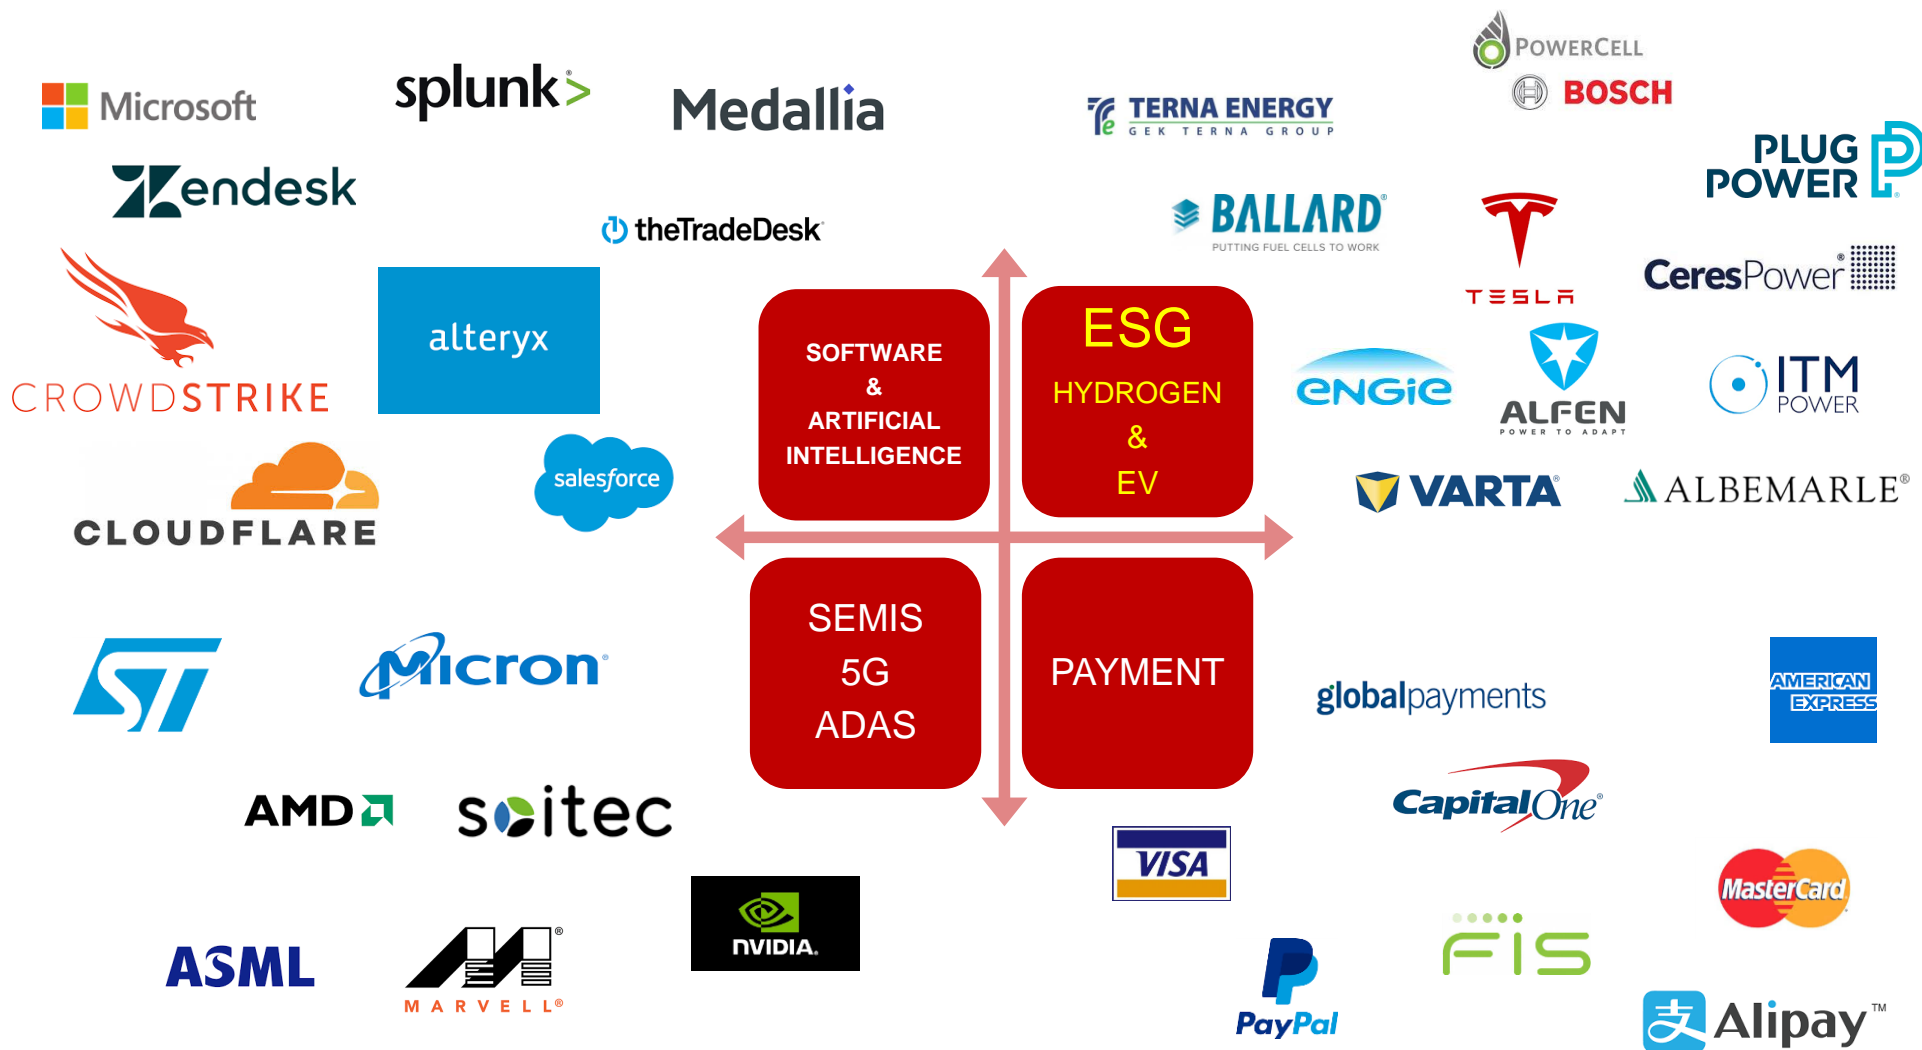 Microsoft
splunk>
Medallia
Zendesk
theTradeDesk
CROWDSTRIKE
alteryx
CLOUDFLARE
salesforce
POWERCELL
BOSCH
TERNA ENERGY
GEK TERNA GROUP
PLUG
POWER
BALLARD®
PUTTING FUEL CELLS TO WORK
TESLA
CeresPower®
ENGIE
ALFEN
POWER TO ADAPT
ITM
POWER
VARTA
ALBEMARLE®
SOFTWARE
&
ARTIFICIAL
INTELLIGENCE
ESG
HYDROGEN
&
EV
SEMIS
5G
ADAS
PAYMENT
ST
Micron®
AMD
soitec
NVIDIA.
ASML
MARVELL®
globalpayments
AMERICAN
EXPRESS
CapitalOne®
VISA
MasterCard
FIS
PayPal
支 Alipay™